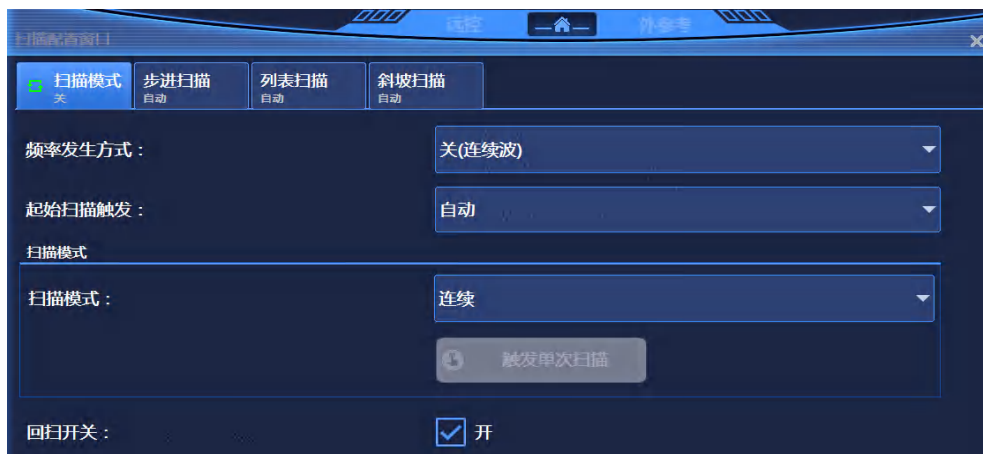 远控
外参考
扫描配置窗口
扫描模式
关
步进扫描
自动
列表扫描
自动
斜坡扫描
自动
频率发生方式：
关(连续波)
起始扫描触发：
自动
扫描模式
扫描模式：
连续
触发单次扫描
回扫开关：
开